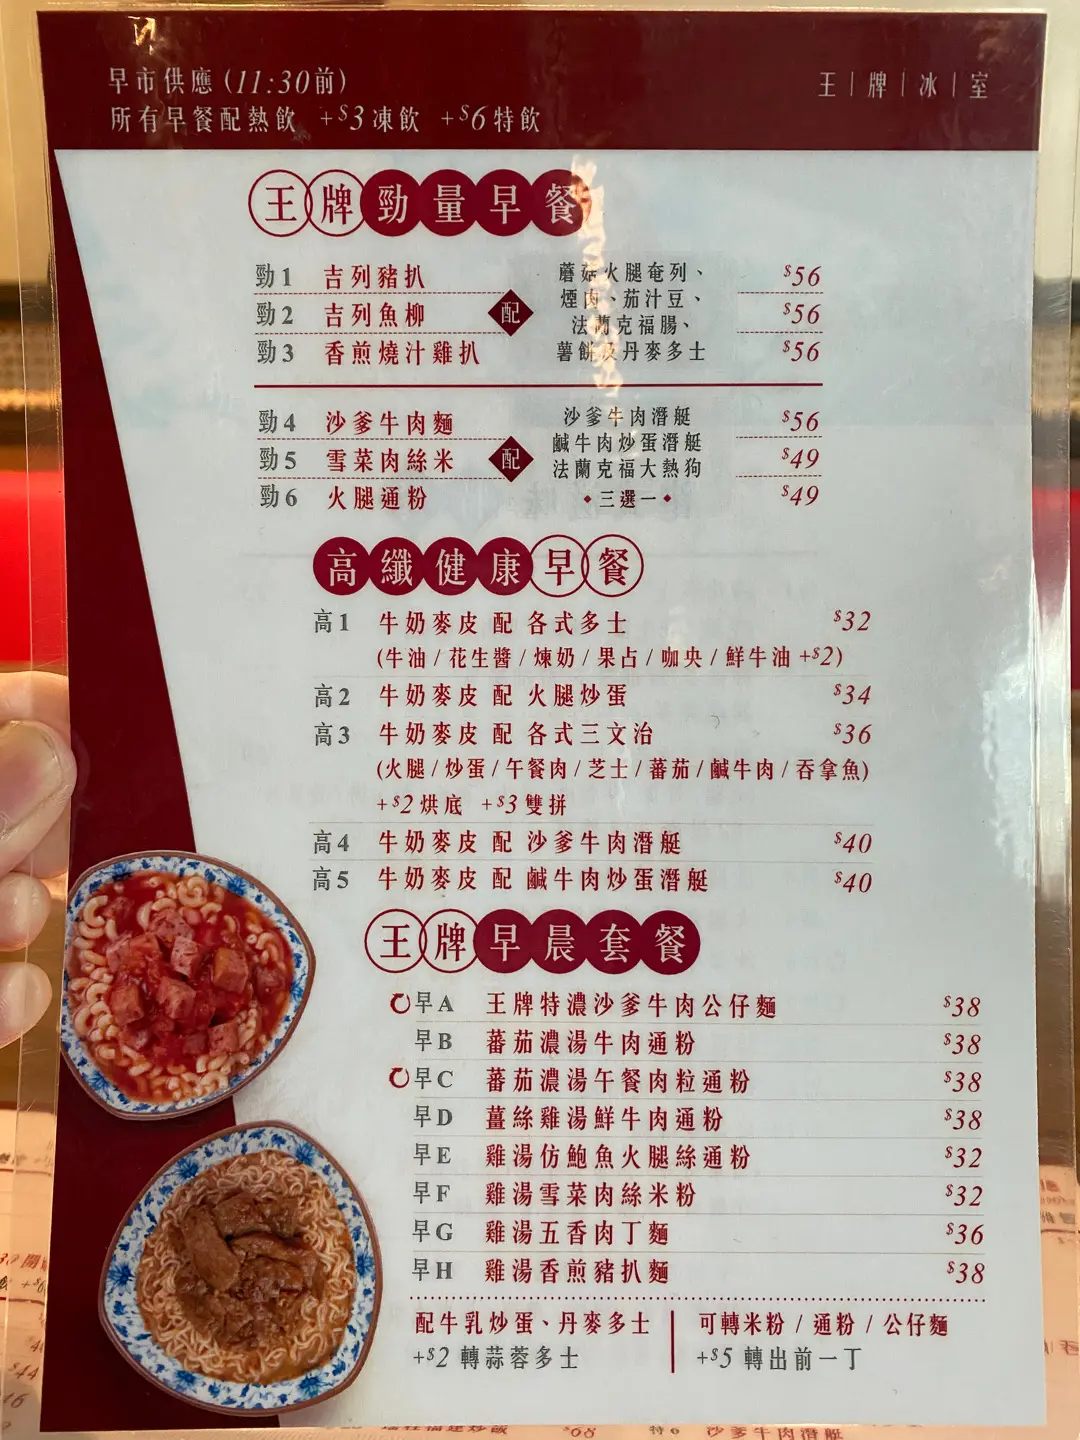 早市供應(11:30前)
所有早餐配熱飲 +$3凍飲 +$6特飲
王|牌|冰|室
王牌勁量早餐
勁1 吉列豬扒 $56
勁2 吉列魚柳 $56
勁3 香煎燒汁雞扒 $56
配
蘑菇火腿奄列、
煙肉、茄汁豆、
法蘭克福腸、
薯餅及丹麥多士
勁4 沙爹牛肉麵 $56
勁5 雪菜肉絲米 $49
勁6 火腿通粉 $49
配
沙爹牛肉潛艇
鹹牛肉炒蛋潛艇
法蘭克福大熱狗
•三選一•
高纖健康早餐
高1 牛奶麥皮 配 各式多士 $32
(牛油/花生醬/煉奶/果占/咖央/鮮牛油+$2)
高2 牛奶麥皮 配 火腿炒蛋 $34
高3 牛奶麥皮 配 各式三文治 $36
(火腿/炒蛋/午餐肉/芝士/蕃茄/鹹牛肉/吞拿魚)
+$2烘底 +$3雙拼
高4 牛奶麥皮 配 沙爹牛肉潛艇 $40
高5 牛奶麥皮 配 鹹牛肉炒蛋潛艇 $40
王牌早晨套餐
早A 王牌特濃沙爹牛肉公仔麵 $38
早B 蕃茄濃湯牛肉通粉 $38
早C 蕃茄濃湯午餐肉粒通粉 $38
早D 薑絲雞湯鮮牛肉通粉 $38
早E 雞湯仿鮑魚火腿絲通粉 $32
早F 雞湯雪菜肉絲米粉 $32
早G 雞湯五香肉丁麵 $36
早H 雞湯香煎豬扒麵 $38
配牛乳炒蛋、丹麥多士
+$2 轉蒜蓉多士
可轉米粉/通粉/公仔麵
+$5 轉出前一丁
$68
特6 沙爹牛肉潛艇